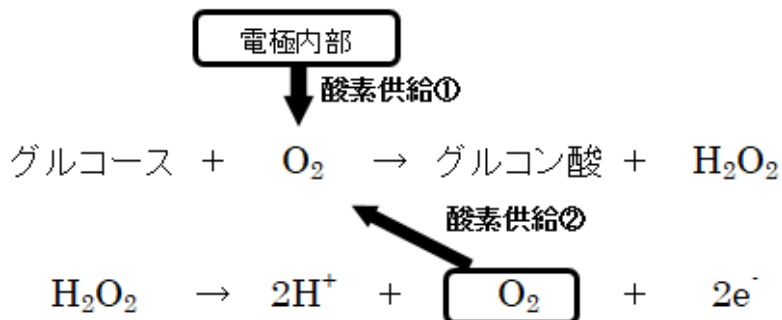 電極内部
酸素供給①
グルコース + O₂ → グルコン酸 + H₂O₂
酸素供給②
H₂O₂ → 2H⁺ + O₂ + 2e⁻